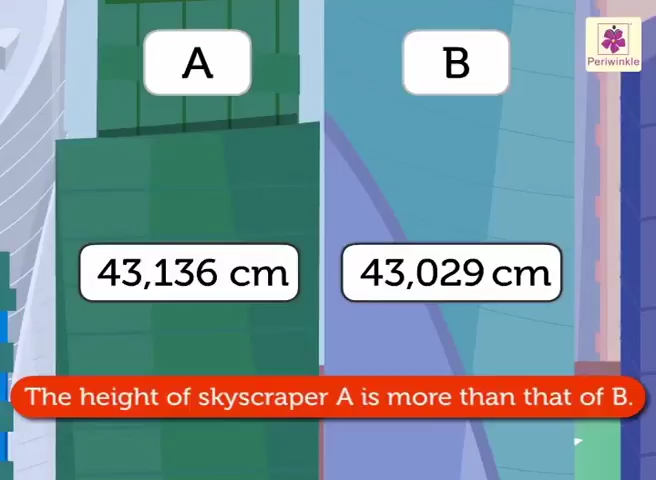 A
B
Periwinkle
43,136 cm
43,029 cm
The height of skyscraper A is more than that of B.